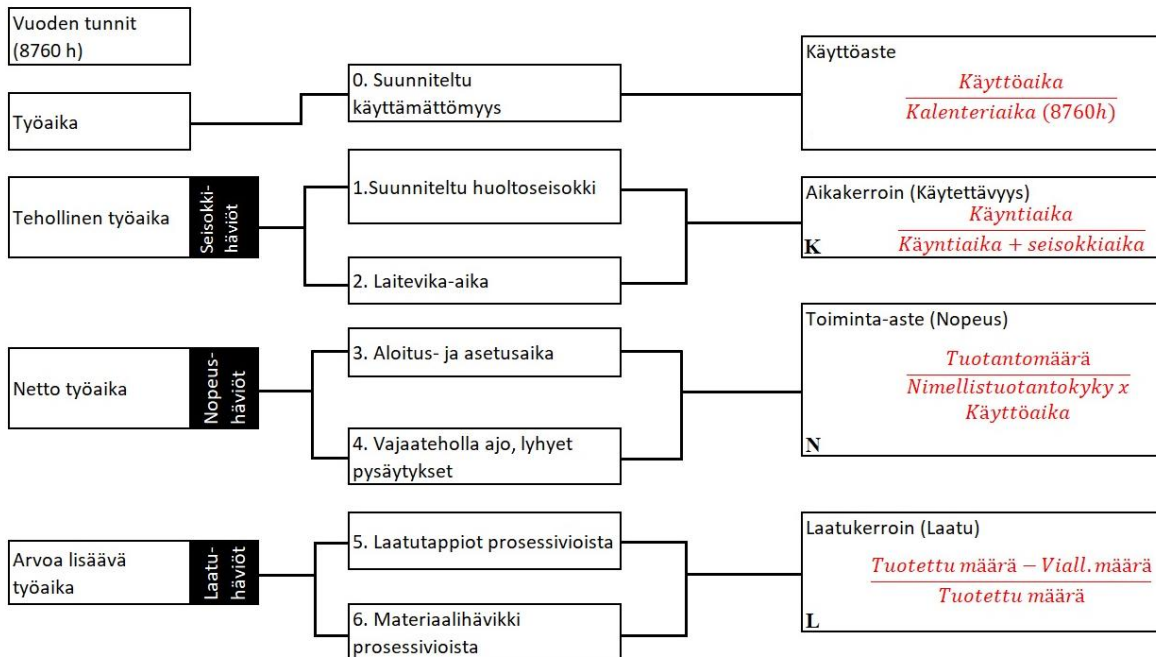 Vuoden tunnit
(8760 h)
Työaika
0. Suunniteltu
käyttämättömyys
Käyttöaste
Käyttöaika
Kalenteriaika (8760h)
Tehollinen työaika
Seisokki-
häviöt
1.Suunniteltu huoltoseisokki
2. Laitevika-aika
Aikakerroin (Käytettävyys)
Käyntiaika
Käyntiaika + seisokkiaika
K
Netto työaika
Nopeus-
häviöt
3. Aloitus- ja asetusaika
4. Vajaateholla ajo, lyhyet
pysäytykset
Toiminta-aste (Nopeus)
Tuotantomäärä
Nimellistuotantokyky x
Käyttöaika
N
Arvoa lisäävä
työaika
Laatu-
häviöt
5. Laatutappiot prosessivioista
6. Materiaalihävikki
prosessivioista
Laatukerroin (Laatu)
Tuotettu määrä − Viall. määrä
Tuotettu määrä
L